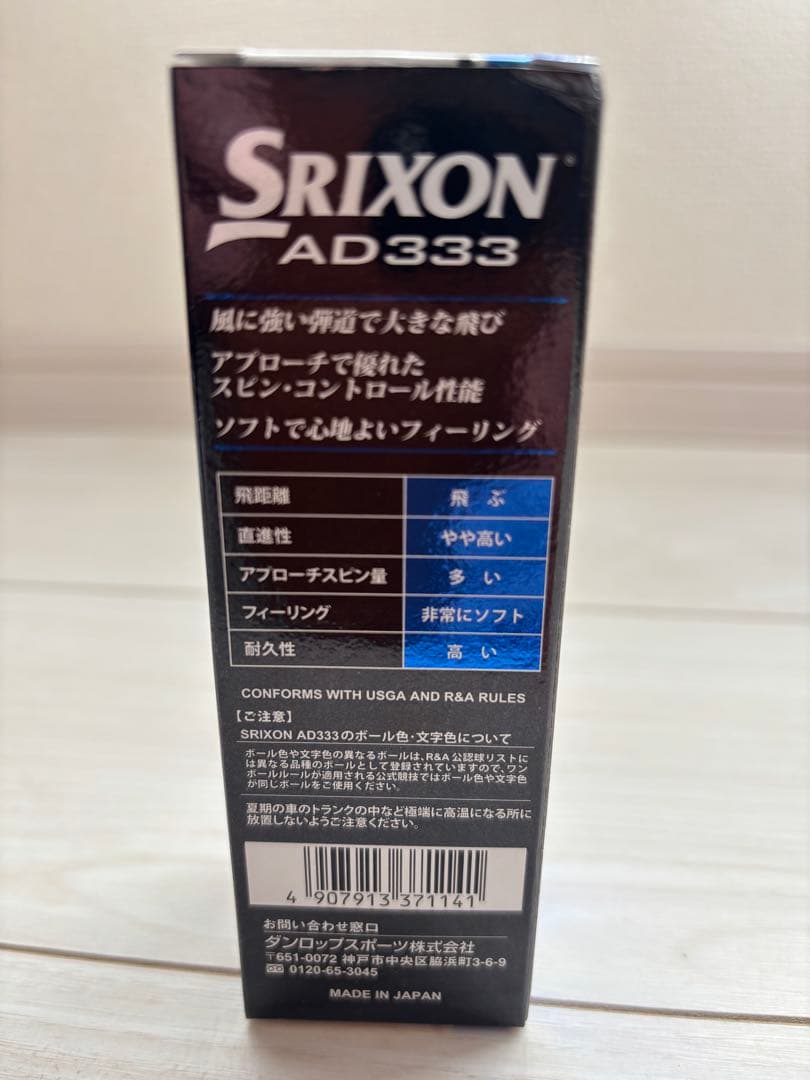 SRIXON
AD333
風に強い弾道で大きな飛び
アプローチで優れた
スピン・コントロール性能
ソフトで心地よいフィーリング
飛距離 飛ぶ
直進性 やや高い
アプローチスピン量 多い
フィーリング 非常にソフト
耐久性 高い
CONFORMS WITH USGA AND R&A RULES
【ご注意】
SRIXON AD333のボール色・文字色について
ボール色や文字色の異なるボールは、R&A公認球リストに
は異なる品種のボールとして登録されていますので、ワン
ボールルールが適用される公式競技ではボール色や文字色
が同じボールをご使用ください。
夏期の車のトランクの中など極端に高温になる所に
放置しないようご注意ください。
4 907913 371141
お問い合わせ窓口
ダンロップスポーツ株式会社
〒651-0072 神戸市中央区脇浜町3-6-9
0120-65-3045
MADE IN JAPAN